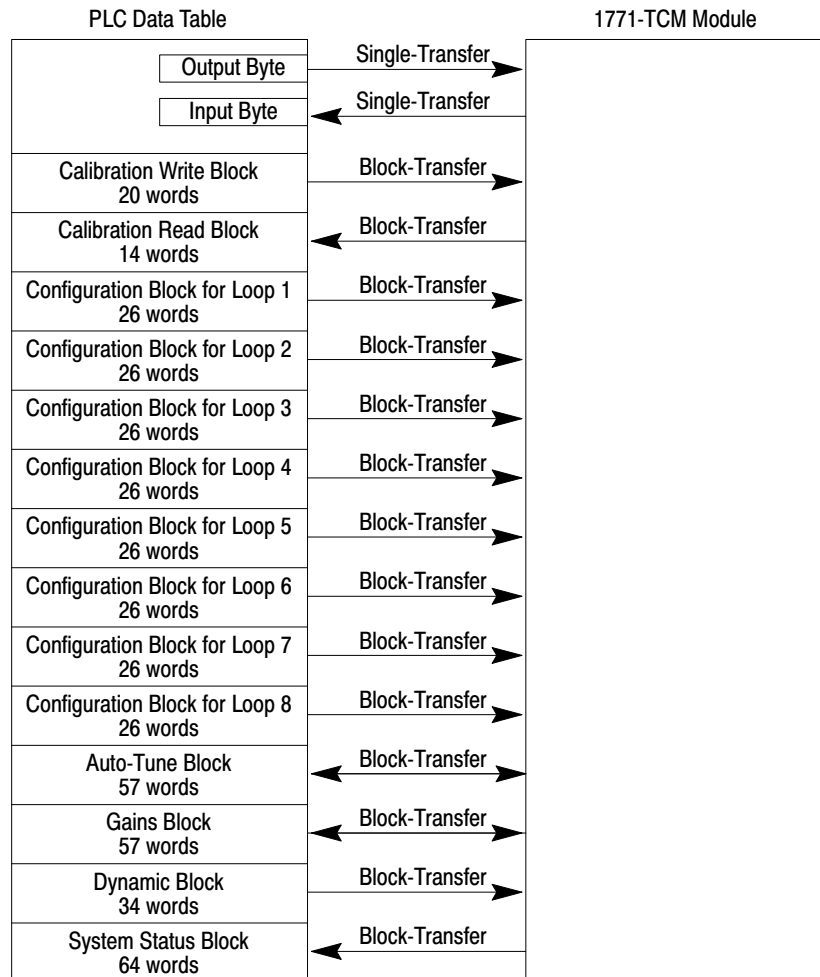 PLC Data Table
1771-TCM Module
Output Byte
Single-Transfer
Input Byte
Single-Transfer
Calibration Write Block
20 words
Block-Transfer
Calibration Read Block
14 words
Block-Transfer
Configuration Block for Loop 1
26 words
Block-Transfer
Configuration Block for Loop 2
26 words
Block-Transfer
Configuration Block for Loop 3
26 words
Block-Transfer
Configuration Block for Loop 4
26 words
Block-Transfer
Configuration Block for Loop 5
26 words
Block-Transfer
Configuration Block for Loop 6
26 words
Block-Transfer
Configuration Block for Loop 7
26 words
Block-Transfer
Configuration Block for Loop 8
26 words
Block-Transfer
Auto-Tune Block
57 words
Block-Transfer
Gains Block
57 words
Block-Transfer
Dynamic Block
34 words
Block-Transfer
System Status Block
64 words
Block-Transfer